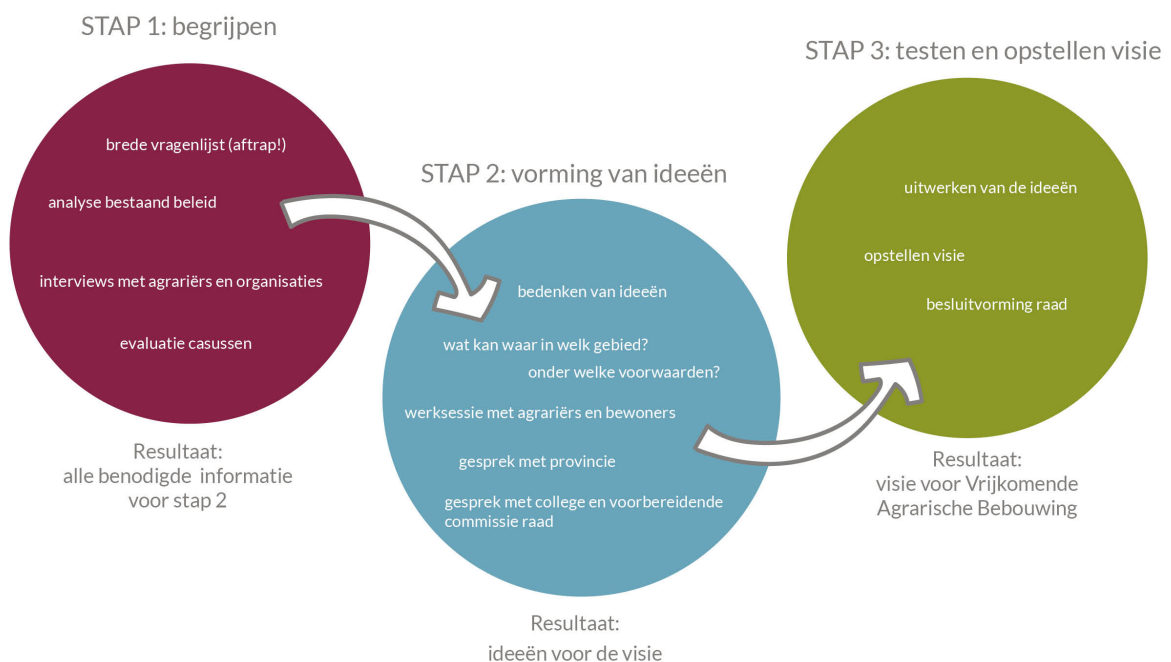 STAP 1: begrijpen
brede vragenlijst (aftrap!)
analyse bestaand beleid
interviews met agrariërs en organisaties
evaluatie casussen
Resultaat:
alle benodigde informatie
voor stap 2
STAP 2: vorming van ideeën
bedenken van ideeën
wat kan waar in welk gebied?
onder welke voorwaarden?
werksessie met agrariërs en bewoners
gesprek met provincie
gesprek met college en voorbereidende
commissie raad
Resultaat:
ideeën voor de visie
STAP 3: testen en opstellen visie
uitwerken van de ideeën
opstellen visie
besluitvorming raad
Resultaat:
visie voor Vrijkomende
Agrarische Bebouwing